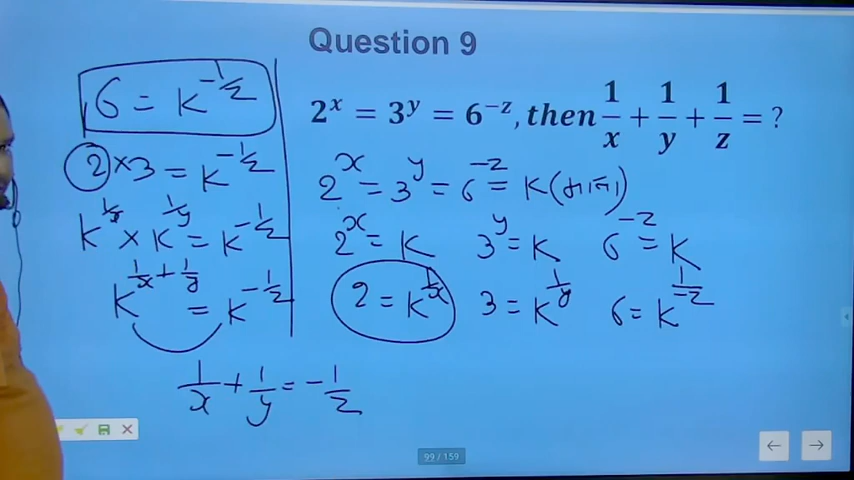 Question 9
2^x = 3^y = 6^{-z}, then 1/x + 1/y + 1/z = ?
2^x = 3^y = 6^{-z} = K (माना)
2^x = K 3^y = K 6^{-z} = K
2 = K^{1/x} 3 = K^{1/y} 6 = K^{1/-z}
6 = K^{-1/z}
2 × 3 = K^{-1/z}
K^{1/x} × K^{1/y} = K^{-1/z}
K^{1/x + 1/y} = K^{-1/z}
1/x + 1/y = -1/z
99 / 159